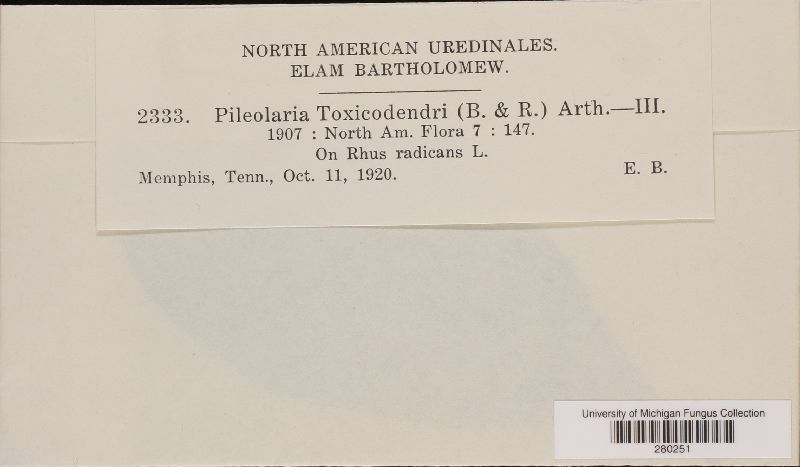 NORTH AMERICAN UREDINALES.
ELAM BARTHOLOMEW.
2333. Pileolaria Toxicodendri (B. & R.) Arth.—III.
1907 : North Am. Flora 7 : 147.
On Rhus radicans L.
Memphis, Tenn., Oct. 11, 1920. E. B.
University of Michigan Fungus Collection
280251